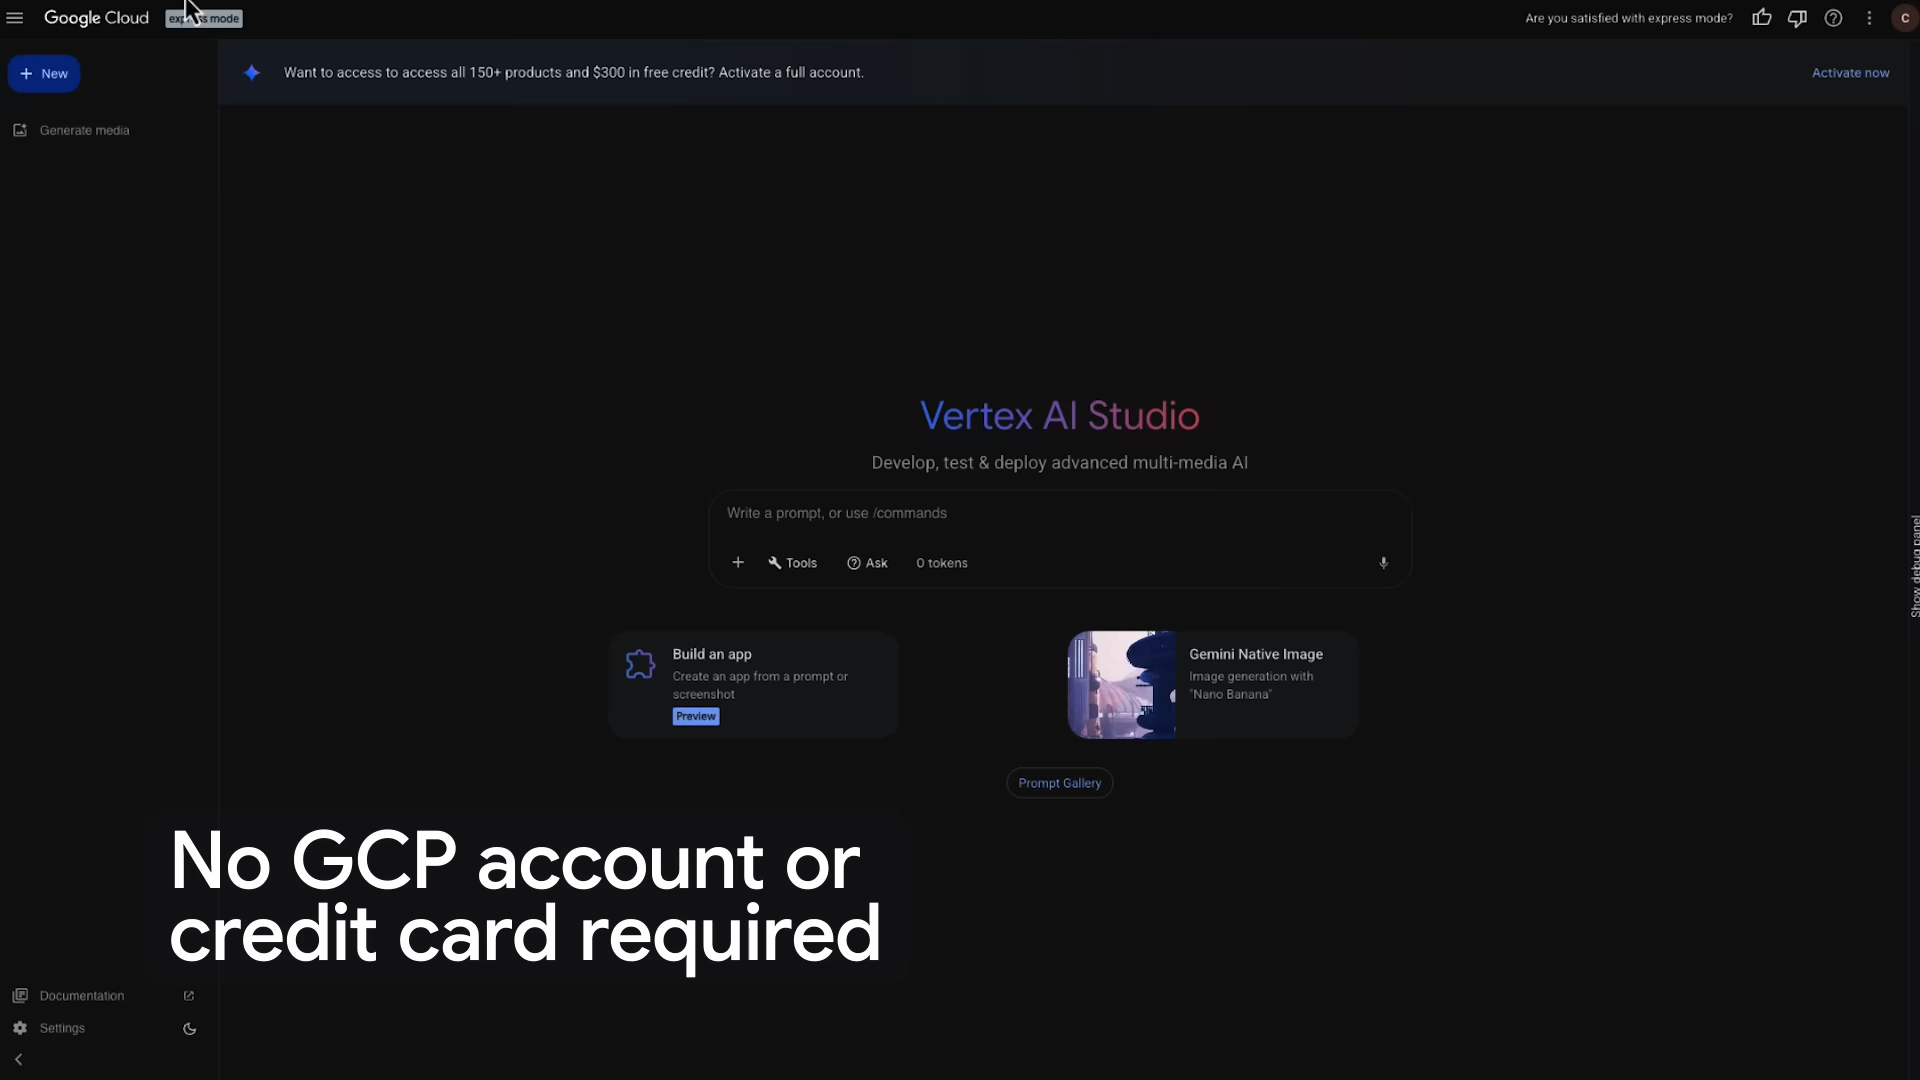 Google Cloud
express mode
Are you satisfied with express mode?
C
New
Want to access to access all 150+ products and $300 in free credit? Activate a full account.
Activate now
Generate media
Vertex AI Studio
Develop, test & deploy advanced multi-media AI
Write a prompt, or use /commands
Tools
Ask
0 tokens
Show debug panel
Build an app
Create an app from a prompt or
screenshot
Preview
Gemini Native Image
Image generation with
"Nano Banana"
Prompt Gallery
No GCP account or
credit card required
Documentation
Settings